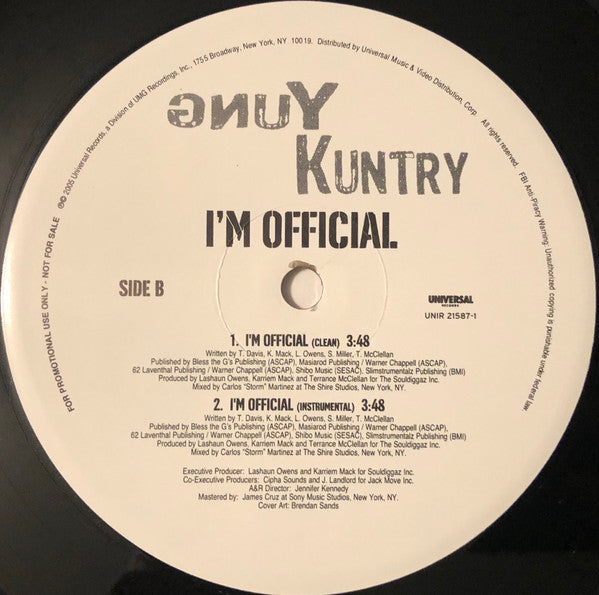 ℗© 2005 Universal Records, a Division of UMG Recordings, Inc., 1755 Broadway, New York, NY 10019. Distributed by Universal Music & Video Distribution, Corp. All rights reserved. FBI Anti-Piracy Warning: Unauthorized copying is punishable under federal law
FOR PROMOTIONAL USE ONLY - NOT FOR SALE
YUNG
KUNTRY
I'M OFFICIAL
SIDE B
UNIVERSAL
RECORDS
UNIR 21587-1
1. I'M OFFICIAL (CLEAN) 3:48
Written by T. Davis, K. Mack, L. Owens, S. Miller, T. McClellan
Published by Bless the G's Publishing (ASCAP), Masiarod Publishing / Warner Chappell (ASCAP),
62 Laventhal Publishing / Warner Chappell (ASCAP), Shibo Music (SESAC), Slimstrumentalz Publishing (BMI)
Produced by Lashaun Owens, Karriem Mack and Terrance McClellan for The Souldiggaz Inc.
Mixed by Carlos "Storm" Martinez at The Shire Studios, New York, NY.
2. I'M OFFICIAL (INSTRUMENTAL) 3:48
Written by T. Davis, K. Mack, L. Owens, S. Miller, T. McClellan
Published by Bless the G's Publishing (ASCAP), Masiarod Publishing / Warner Chappell (ASCAP),
62 Laventhal Publishing / Warner Chappell (ASCAP), Shibo Music (SESAC), Slimstrumentalz Publishing (BMI)
Produced by Lashaun Owens, Karriem Mack and Terrance McClellan for The Souldiggaz Inc.
Mixed by Carlos "Storm" Martinez at The Shire Studios, New York, NY.
Executive Producer: Lashaun Owens and Karriem Mack for Souldiggaz Inc.
Co-Executive Producers: Cipha Sounds and J. Landlord for Jack Move Inc.
A&R Director: Jennifer Kennedy
Mastered by: James Cruz at Sony Music Studios, New York, NY.
Cover Art: Brendan Sands